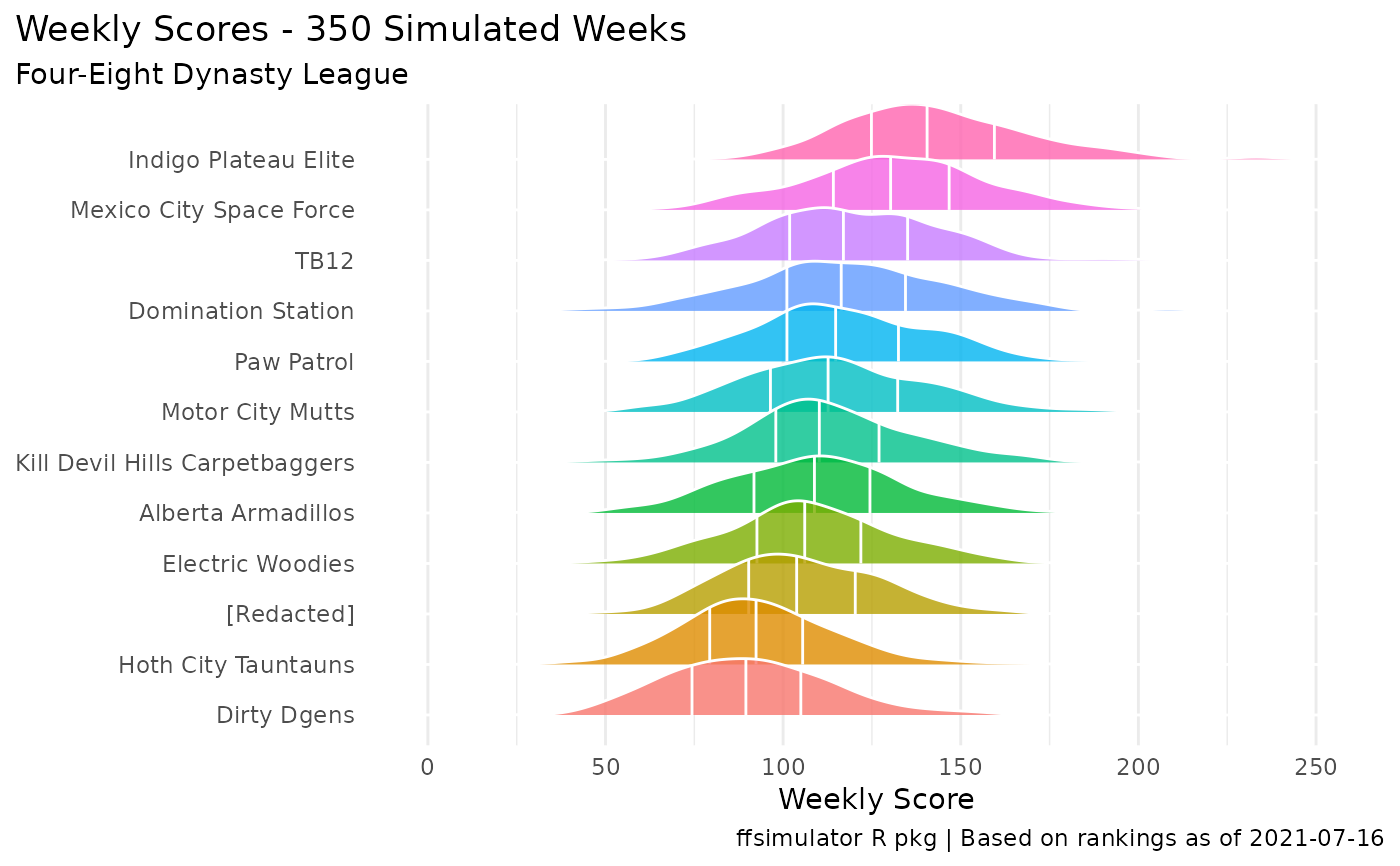 Weekly Scores - 350 Simulated Weeks
Four-Eight Dynasty League
Indigo Plateau Elite
Mexico City Space Force
TB12
Domination Station
Paw Patrol
Motor City Mutts
Kill Devil Hills Carpetbaggers
Alberta Armadillos
Electric Woodies
[Redacted]
Hoth City Tauntauns
Dirty Dgens
0 50 100 150 200 250
Weekly Score
ffsimulator R pkg | Based on rankings as of 2021-07-16